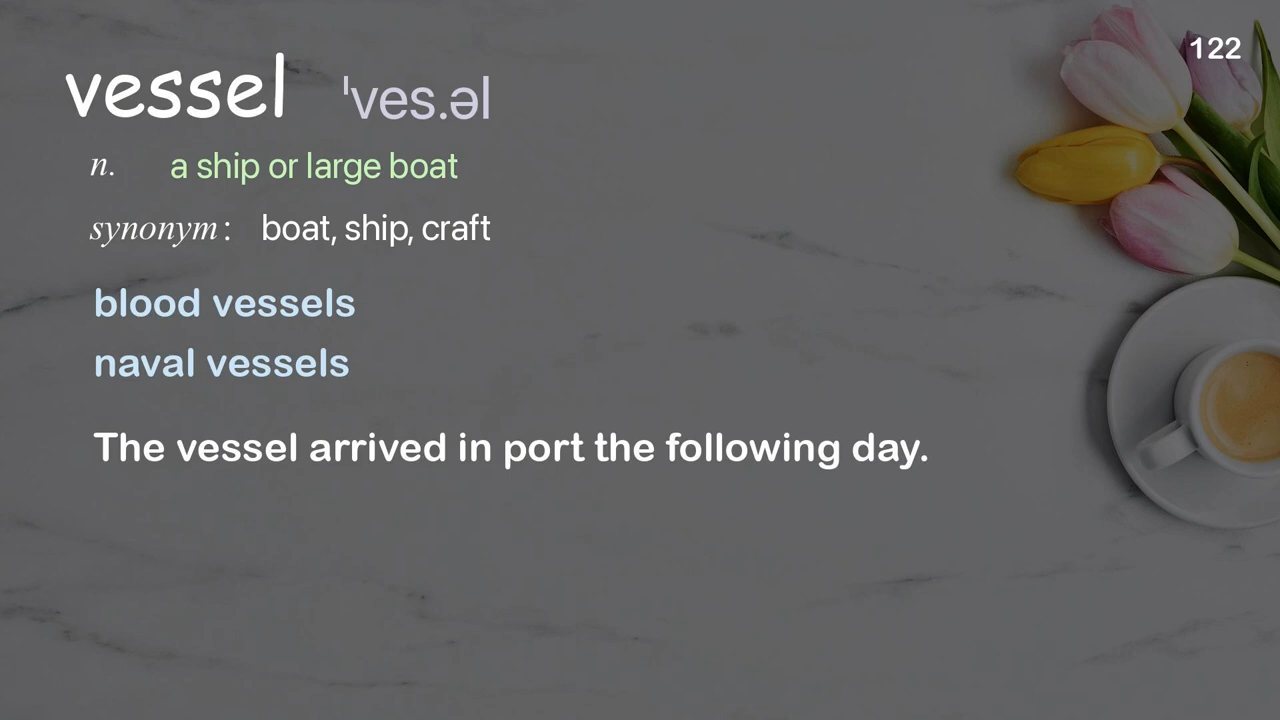 122
vessel ˈves.əl
n. a ship or large boat
synonym: boat, ship, craft
blood vessels
naval vessels
The vessel arrived in port the following day.